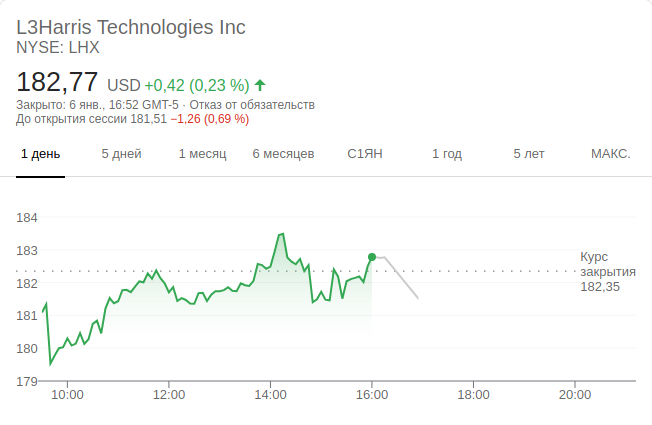 L3Harris Technologies Inc
NYSE: LHX
182,77 USD +0,42 (0,23 %)
Закрыто: 6 янв., 16:52 GMT-5 · Отказ от обязательств
До открытия сессии 181,51 −1,26 (0,69 %)
1 день 5 дней 1 месяц 6 месяцев С1ЯН 1 год 5 лет МАКС.
184
183
Курс
закрытия
182,35
182
181
180
179
10:00 12:00 14:00 16:00 18:00 20:00